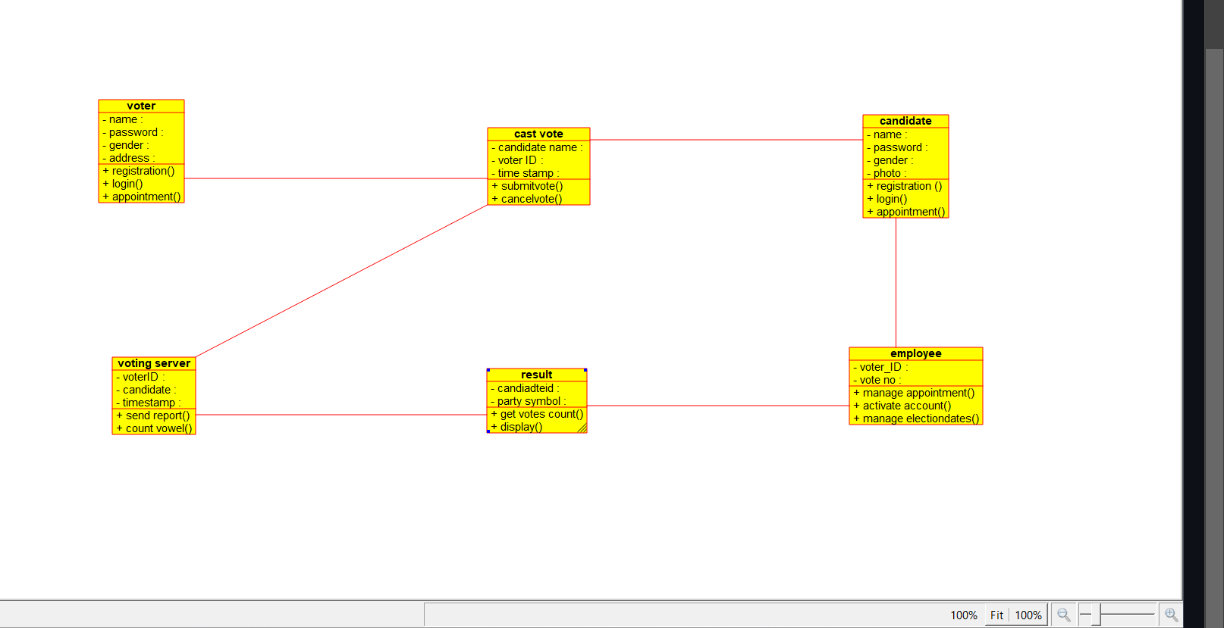 voter
- name :
- password :
- gender :
- address :
+ registration()
+ login()
+ appointment()
cast vote
- candidate name :
- voter ID :
- time stamp :
+ submitvote()
+ cancelvote()
candidate
- name :
- password :
- gender :
- photo :
+ registration ()
+ login()
+ appointment()
voting server
- voterID :
- candidate :
- timestamp :
+ send report()
+ count vowel()
result
- candiadteid :
- party symbol :
+ get votes count()
+ display()
employee
- voter_ID :
- vote no :
+ manage appointment()
+ activate account()
+ manage electiondates()
100% Fit 100%